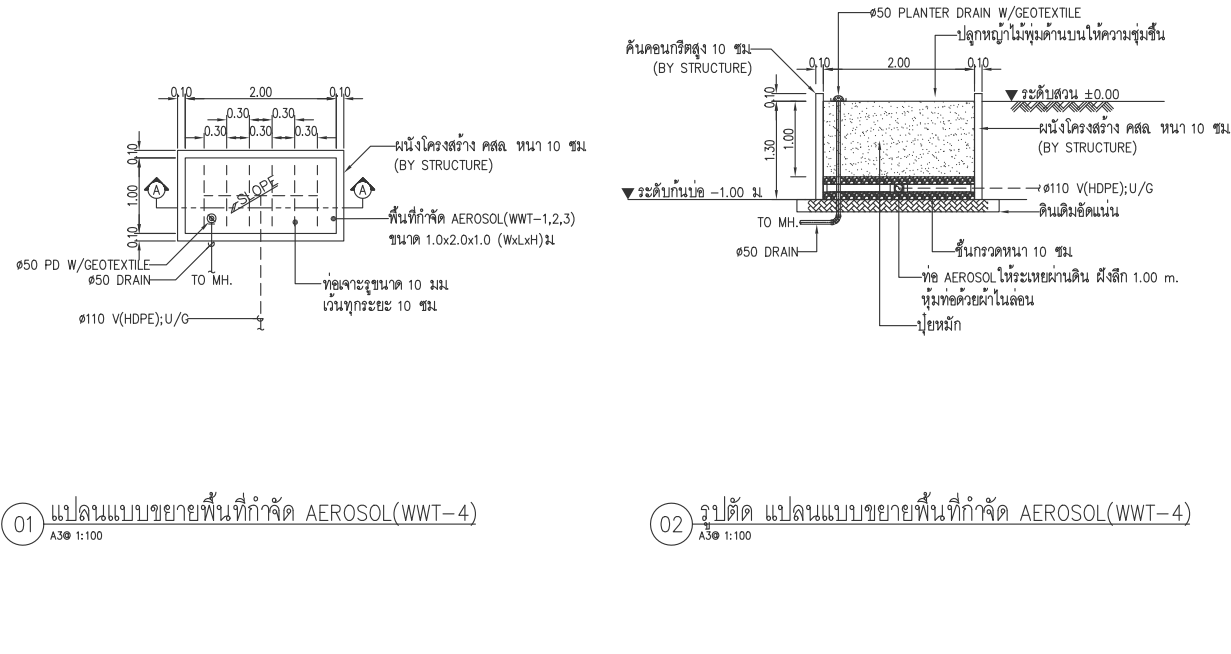 0.10
2.00
0.10
0.30
0.30
0.30
0.30
0.30
0.10
1.00
0.10
A
A
SLOPE
ผนังโครงสร้าง คสล. หนา 10 ซม.
(BY STRUCTURE)
พื้นที่กำจัด AEROSOL(WWT-1,2,3)
ขนาด 1.0x2.0x1.0 (WxLxH)ม.
ø50 PD W/GEOTEXTILE
ø50 DRAIN
TO MH.
ท่อเจาะรูขนาด 10 มม.
เว้นทุกระยะ 10 ซม.
ø110 V(HDPE);U/G
01
แปลนแบบขยายพื้นที่กำจัด AEROSOL(WWT-4)
A3@ 1:100
ø50 PLANTER DRAIN W/GEOTEXTILE
ปลูกหญ้าไม้พุ่มด้านบนให้ความชุ่มชื้น
คันคอนกรีตสูง 10 ซม.
(BY STRUCTURE)
0.10
2.00
0.10
0.10
1.30
1.00
ระดับสวน ±0.00
ผนังโครงสร้าง คสล. หนา 10 ซม.
(BY STRUCTURE)
ระดับก้นบ่อ -1.00 ม.
ø110 V(HDPE);U/G
ดินเดิมอัดแน่น
TO MH.
ø50 DRAIN
ชั้นกรวดหนา 10 ซม.
ท่อ AEROSOL ให้ระเหยผ่านดิน ฝังลึก 1.00 m.
หุ้มท่อด้วยผ้าไนล่อน
ปุ๋ยหมัก
02
รูปตัด แปลนแบบขยายพื้นที่กำจัด AEROSOL(WWT-4)
A3@ 1:100